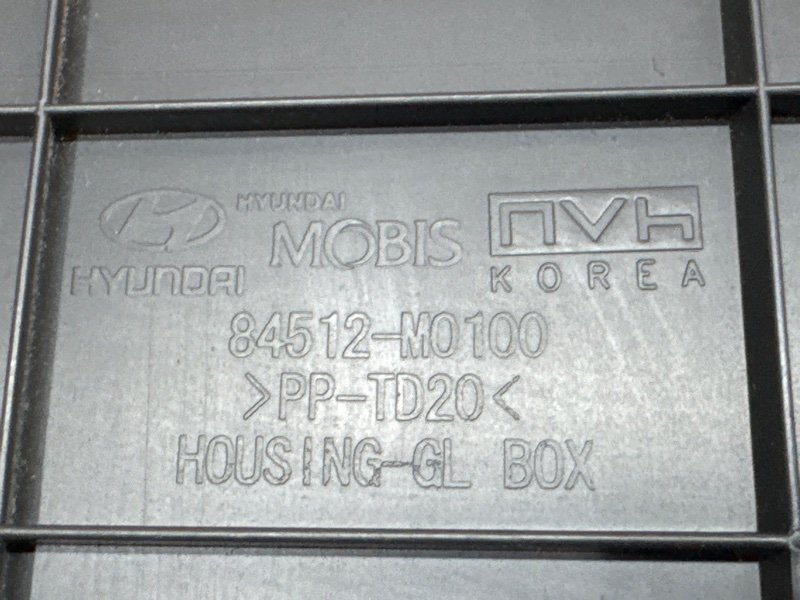 HYUNDAI
HYUNDAI
MOBIS
nvh
KOREA
84512-M0100
>PP-TD20<
HOUSING-GL BOX